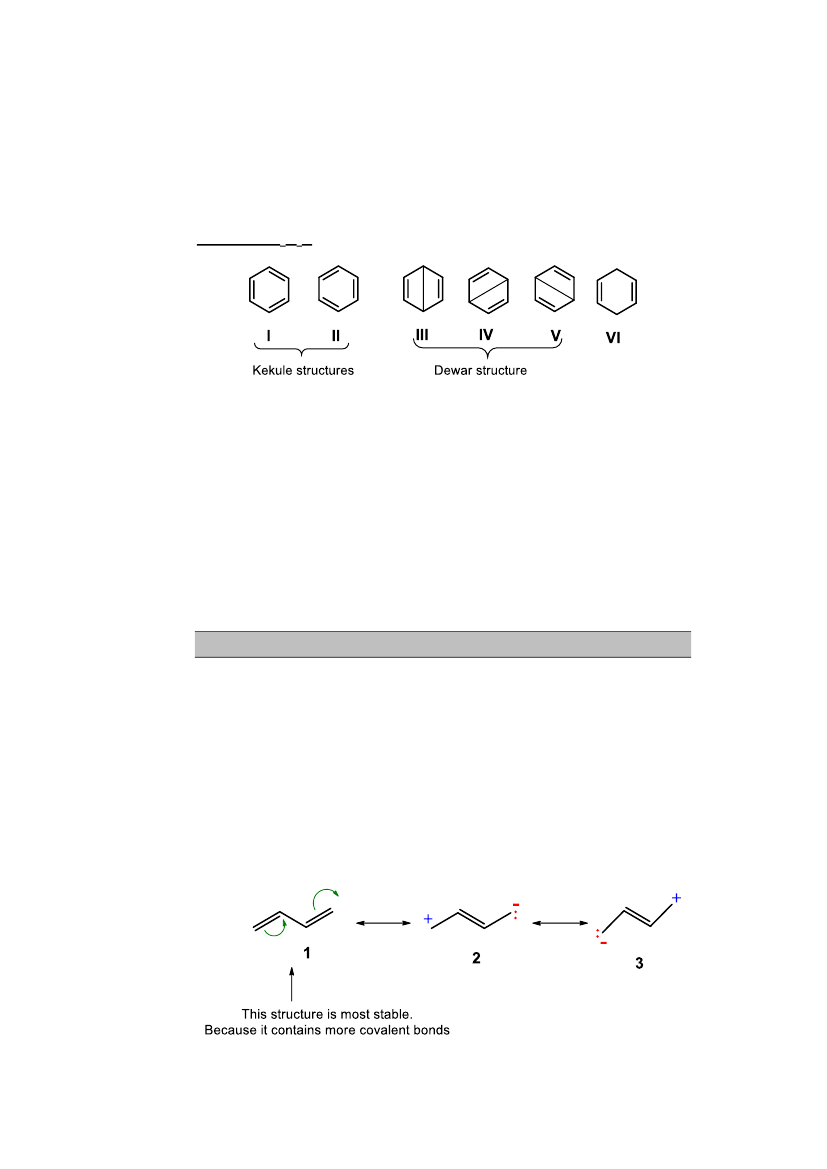 I II III IV V VI
Kekule structures Dewar structure
+ - : : - +
1 2 3
This structure is most stable.
Because it contains more covalent bonds